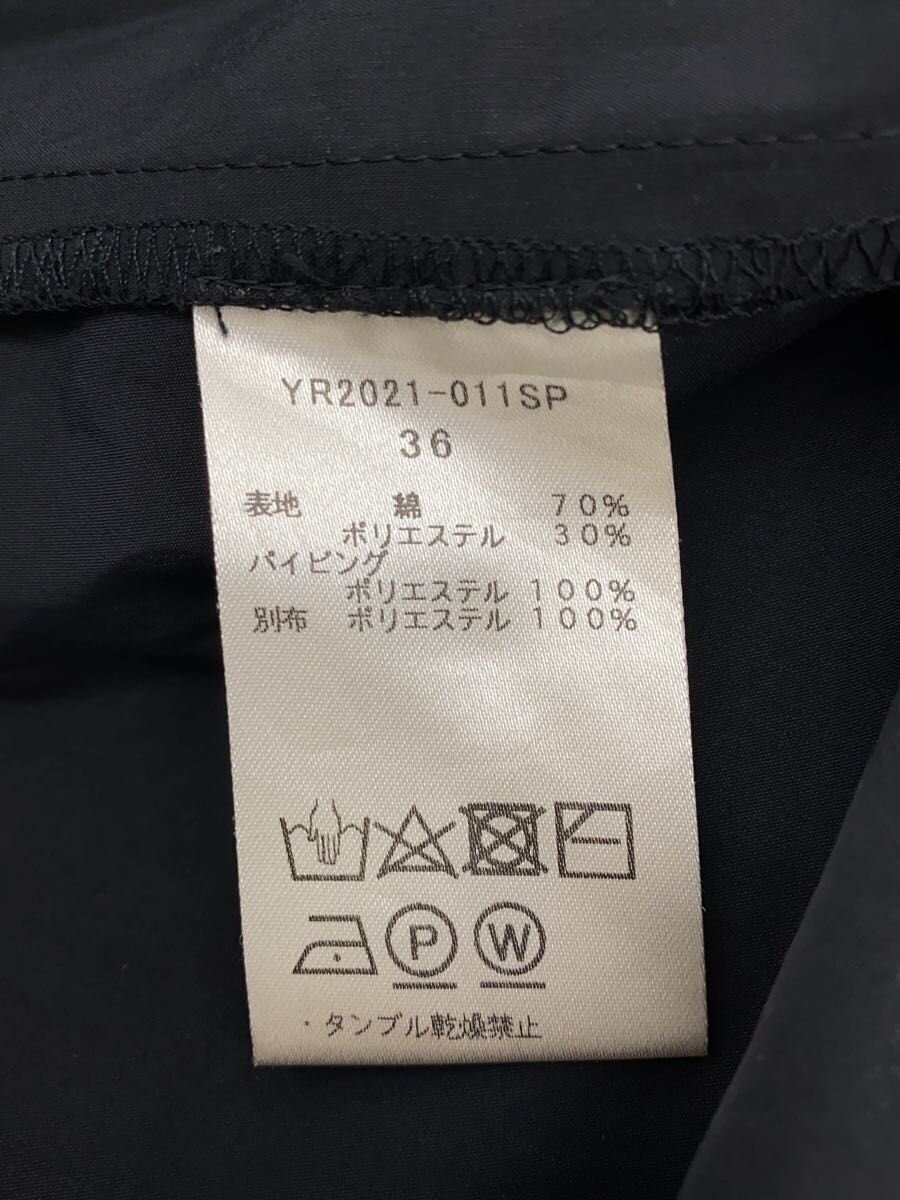 YR2021-011SP
36
表地 綿 70%
ポリエステル 30%
パイピング
ポリエステル 100%
別布 ポリエステル 100%
P W
・タンブル乾燥禁止